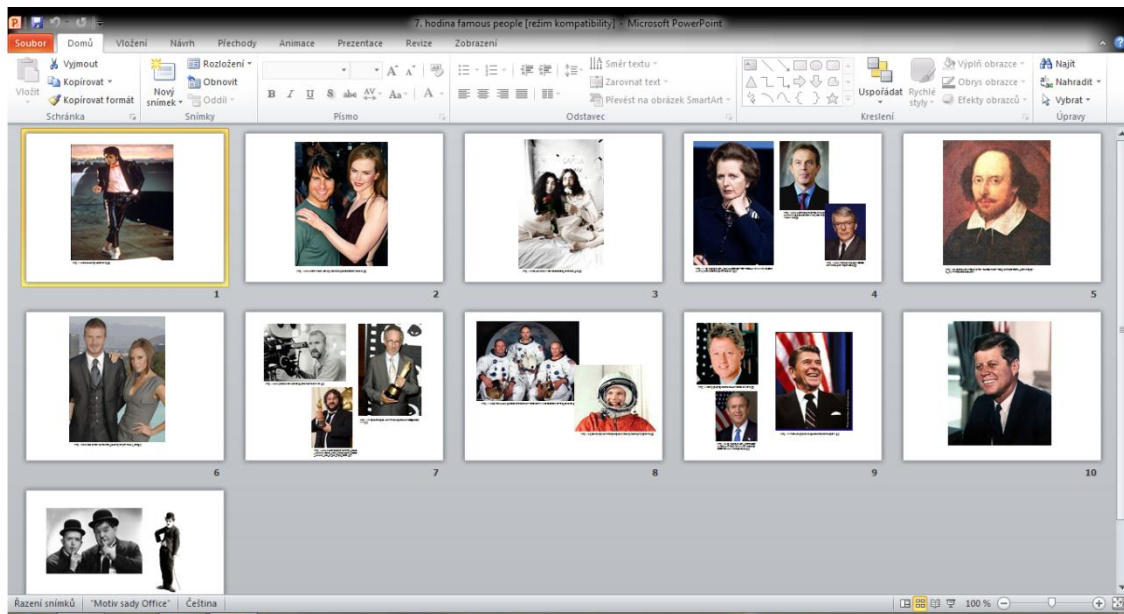 7. hodina famous people [režim kompatibility] - Microsoft PowerPoint
Soubor Domů Vložení Návrh Přechody Animace Prezentace Revize Zobrazení
Vložit
Vyjmout
Kopírovat
Kopírovat formát
Schránka
Nový snímek
Rozložení
Obnovit
Oddíl
Snímky
B I U S abc AV Aa A
Písmo
Směr textu
Zarovnat text
Převést na obrázek SmartArt
Odstavec
Uspořádat
Rychlé styly
Výplň obrazce
Obrys obrazce
Efekty obrazců
Kreslení
Najít
Nahradit
Vybrat
Úpravy
1 2 3 4 5
6 7 8 9 10
Řazení snímků "Motiv sady Office" Čeština 100 %